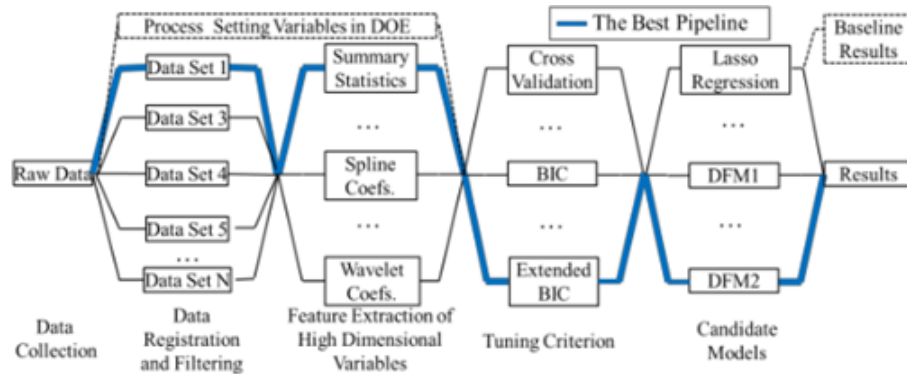 The Best Pipeline
Process Setting Variables in DOE
Baseline
Results
Data Set 1
Summary
Statistics
Cross
Validation
Lasso
Regression
Data Set 3
...
...
...
Raw Data
Data Set 4
Spline
Coefs.
BIC
DFM1
Results
Data Set 5
...
...
...
...
Data Set N
Wavelet
Coefs.
Extended
BIC
DFM2
Data
Collection
Data
Registration
and Filtering
Feature Extraction of
High Dimensional
Variables
Tuning Criterion
Candidate
Models